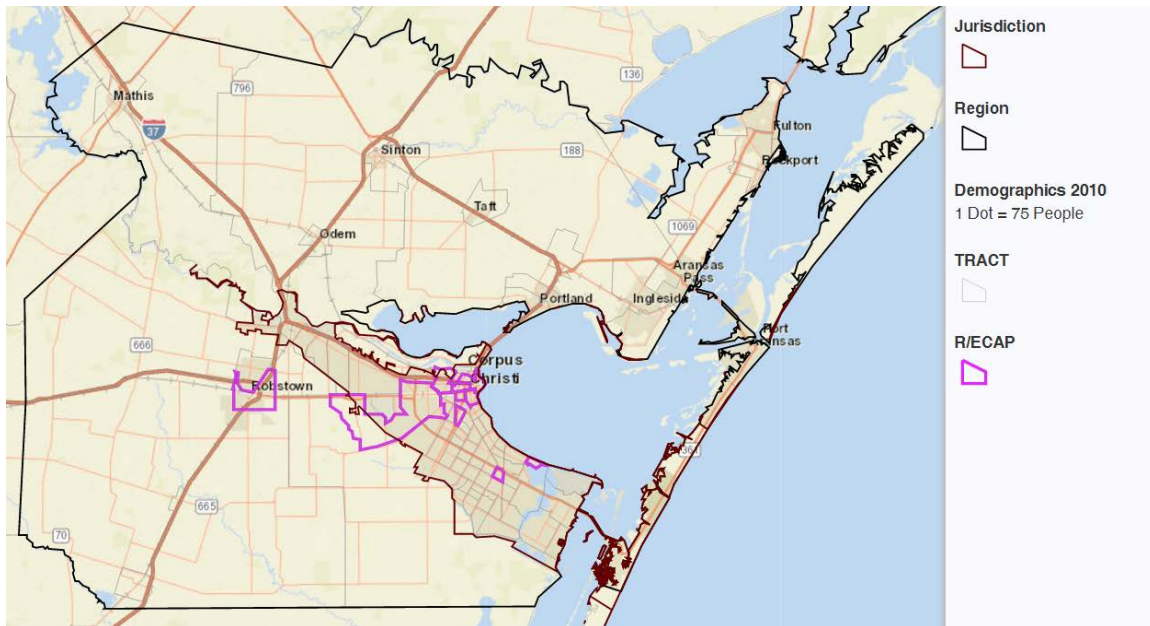 Jurisdiction
Region
Demographics 2010
1 Dot = 75 People
TRACT
R/ECAP
Mathis
796
37
136
Fulton
Sinton
188
Rockport
Taft
1069
Odem
Aransas
Pass
Portland
Ingleside
Port
Aransas
666
Corpus
Christi
Robstown
361
665
70